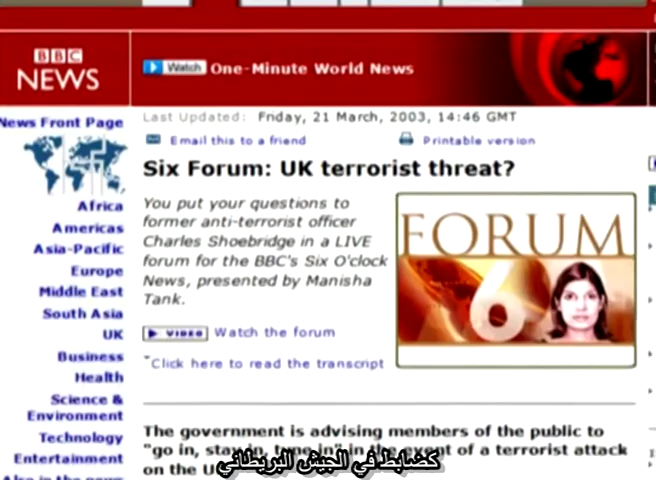 BBC
NEWS
Watch One-Minute World News
News Front Page
Africa
Americas
Asia-Pacific
Europe
Middle East
South Asia
UK
Business
Health
Science &
Environment
Technology
Entertainment
Also in the news
Last Updated: Friday, 21 March, 2003, 14:46 GMT
Email this to a friend
Printable version
Six Forum: UK terrorist threat?
You put your questions to
former anti-terrorist officer
Charles Shoebridge in a LIVE
forum for the BBC's Six O'clock
News, presented by Manisha
Tank.
VIDEO Watch the forum
Click here to read the transcript
FORUM
6
The government is advising members of the public to
"go in, stay in, tune in" in the event of a terrorist attack
on the
كضابط في الجيش البريطاني